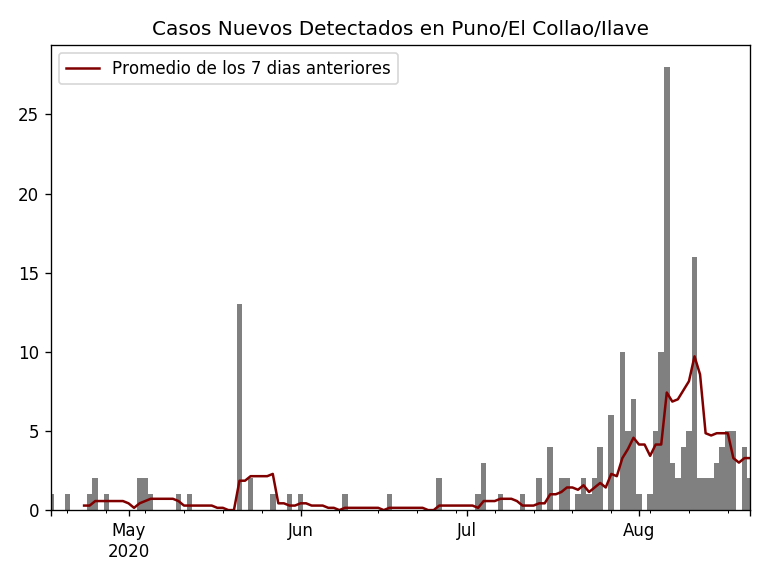 Casos Nuevos Detectados en Puno/El Collao/Ilave
Promedio de los 7 dias anteriores
25
20
15
10
5
0
May Jun Jul Aug
2020